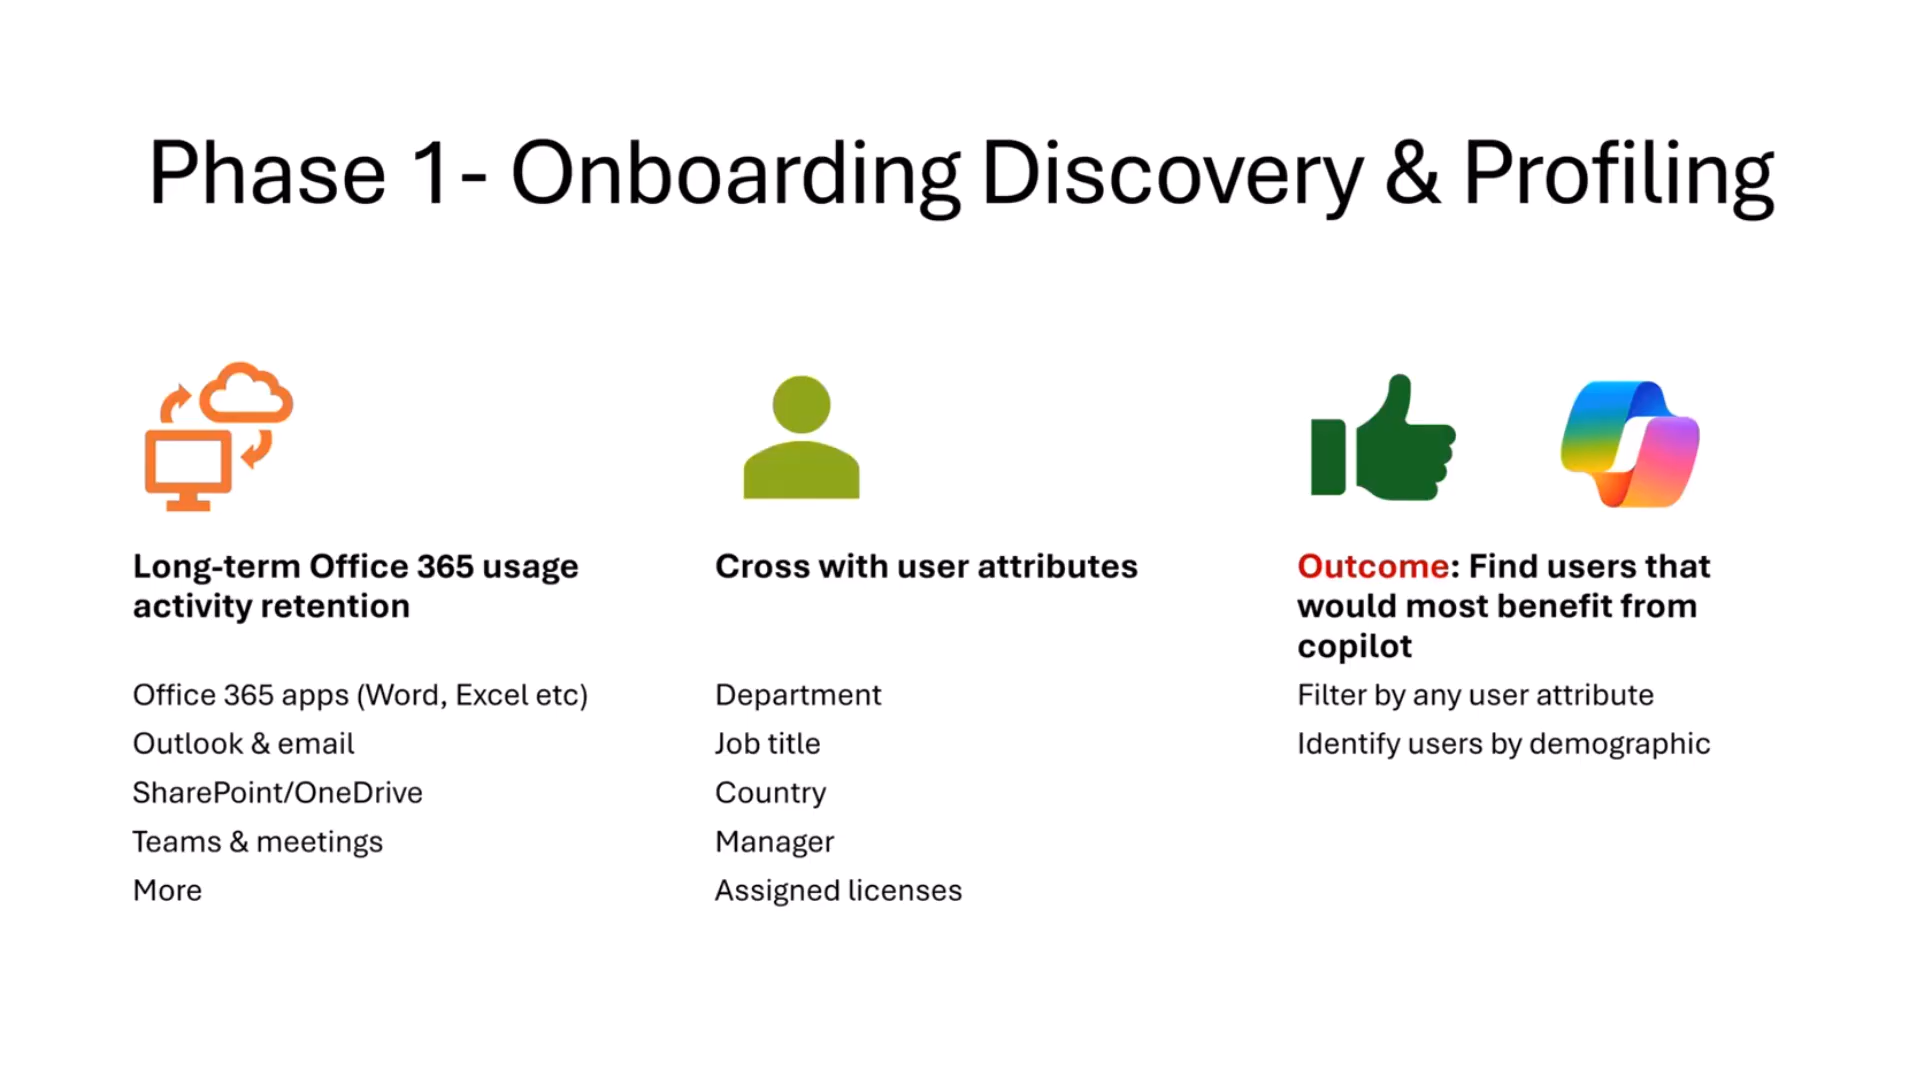 Phase 1- Onboarding Discovery & Profiling
Long-term Office 365 usage
activity retention
Office 365 apps (Word, Excel etc)
Outlook & email
SharePoint/OneDrive
Teams & meetings
More
Cross with user attributes
Department
Job title
Country
Manager
Assigned licenses
Outcome: Find users that
would most benefit from
copilot
Filter by any user attribute
Identify users by demographic